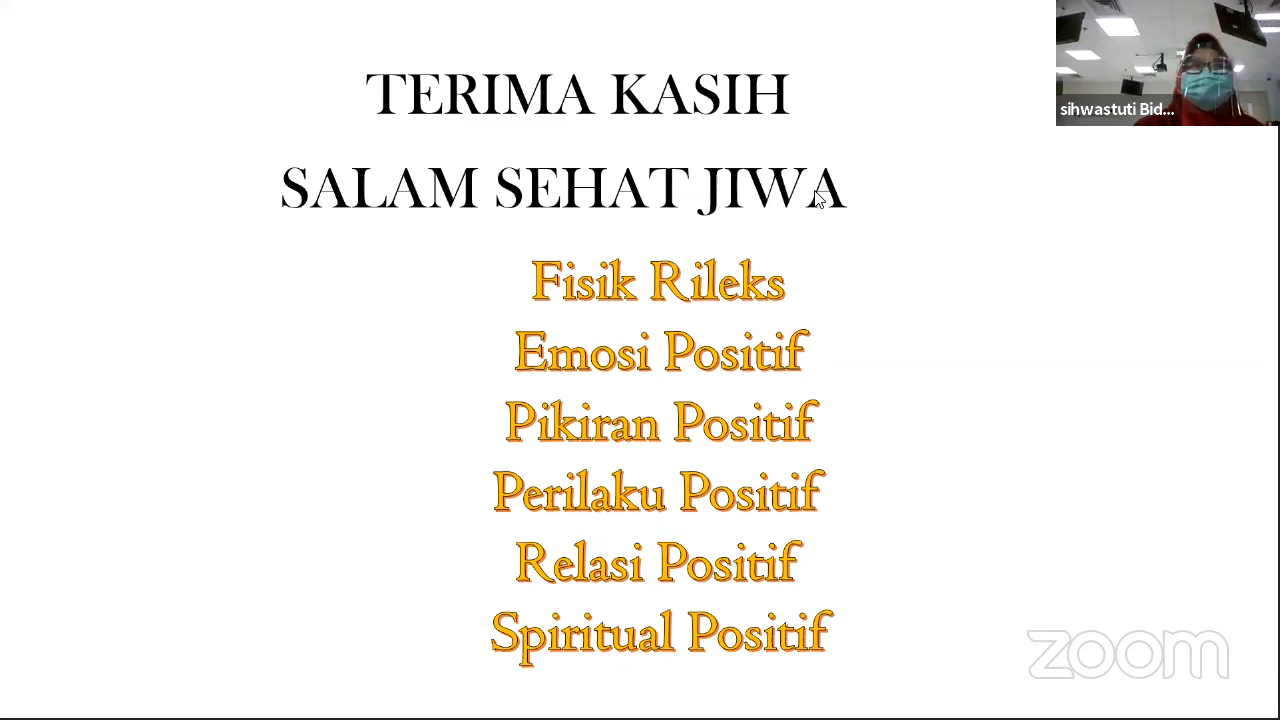 TERIMA KASIH
SALAM SEHAT JIWA
Fisik Rileks
Emosi Positif
Pikiran Positif
Perilaku Positif
Relasi Positif
Spiritual Positif
sihwastuti Bid...
zoom